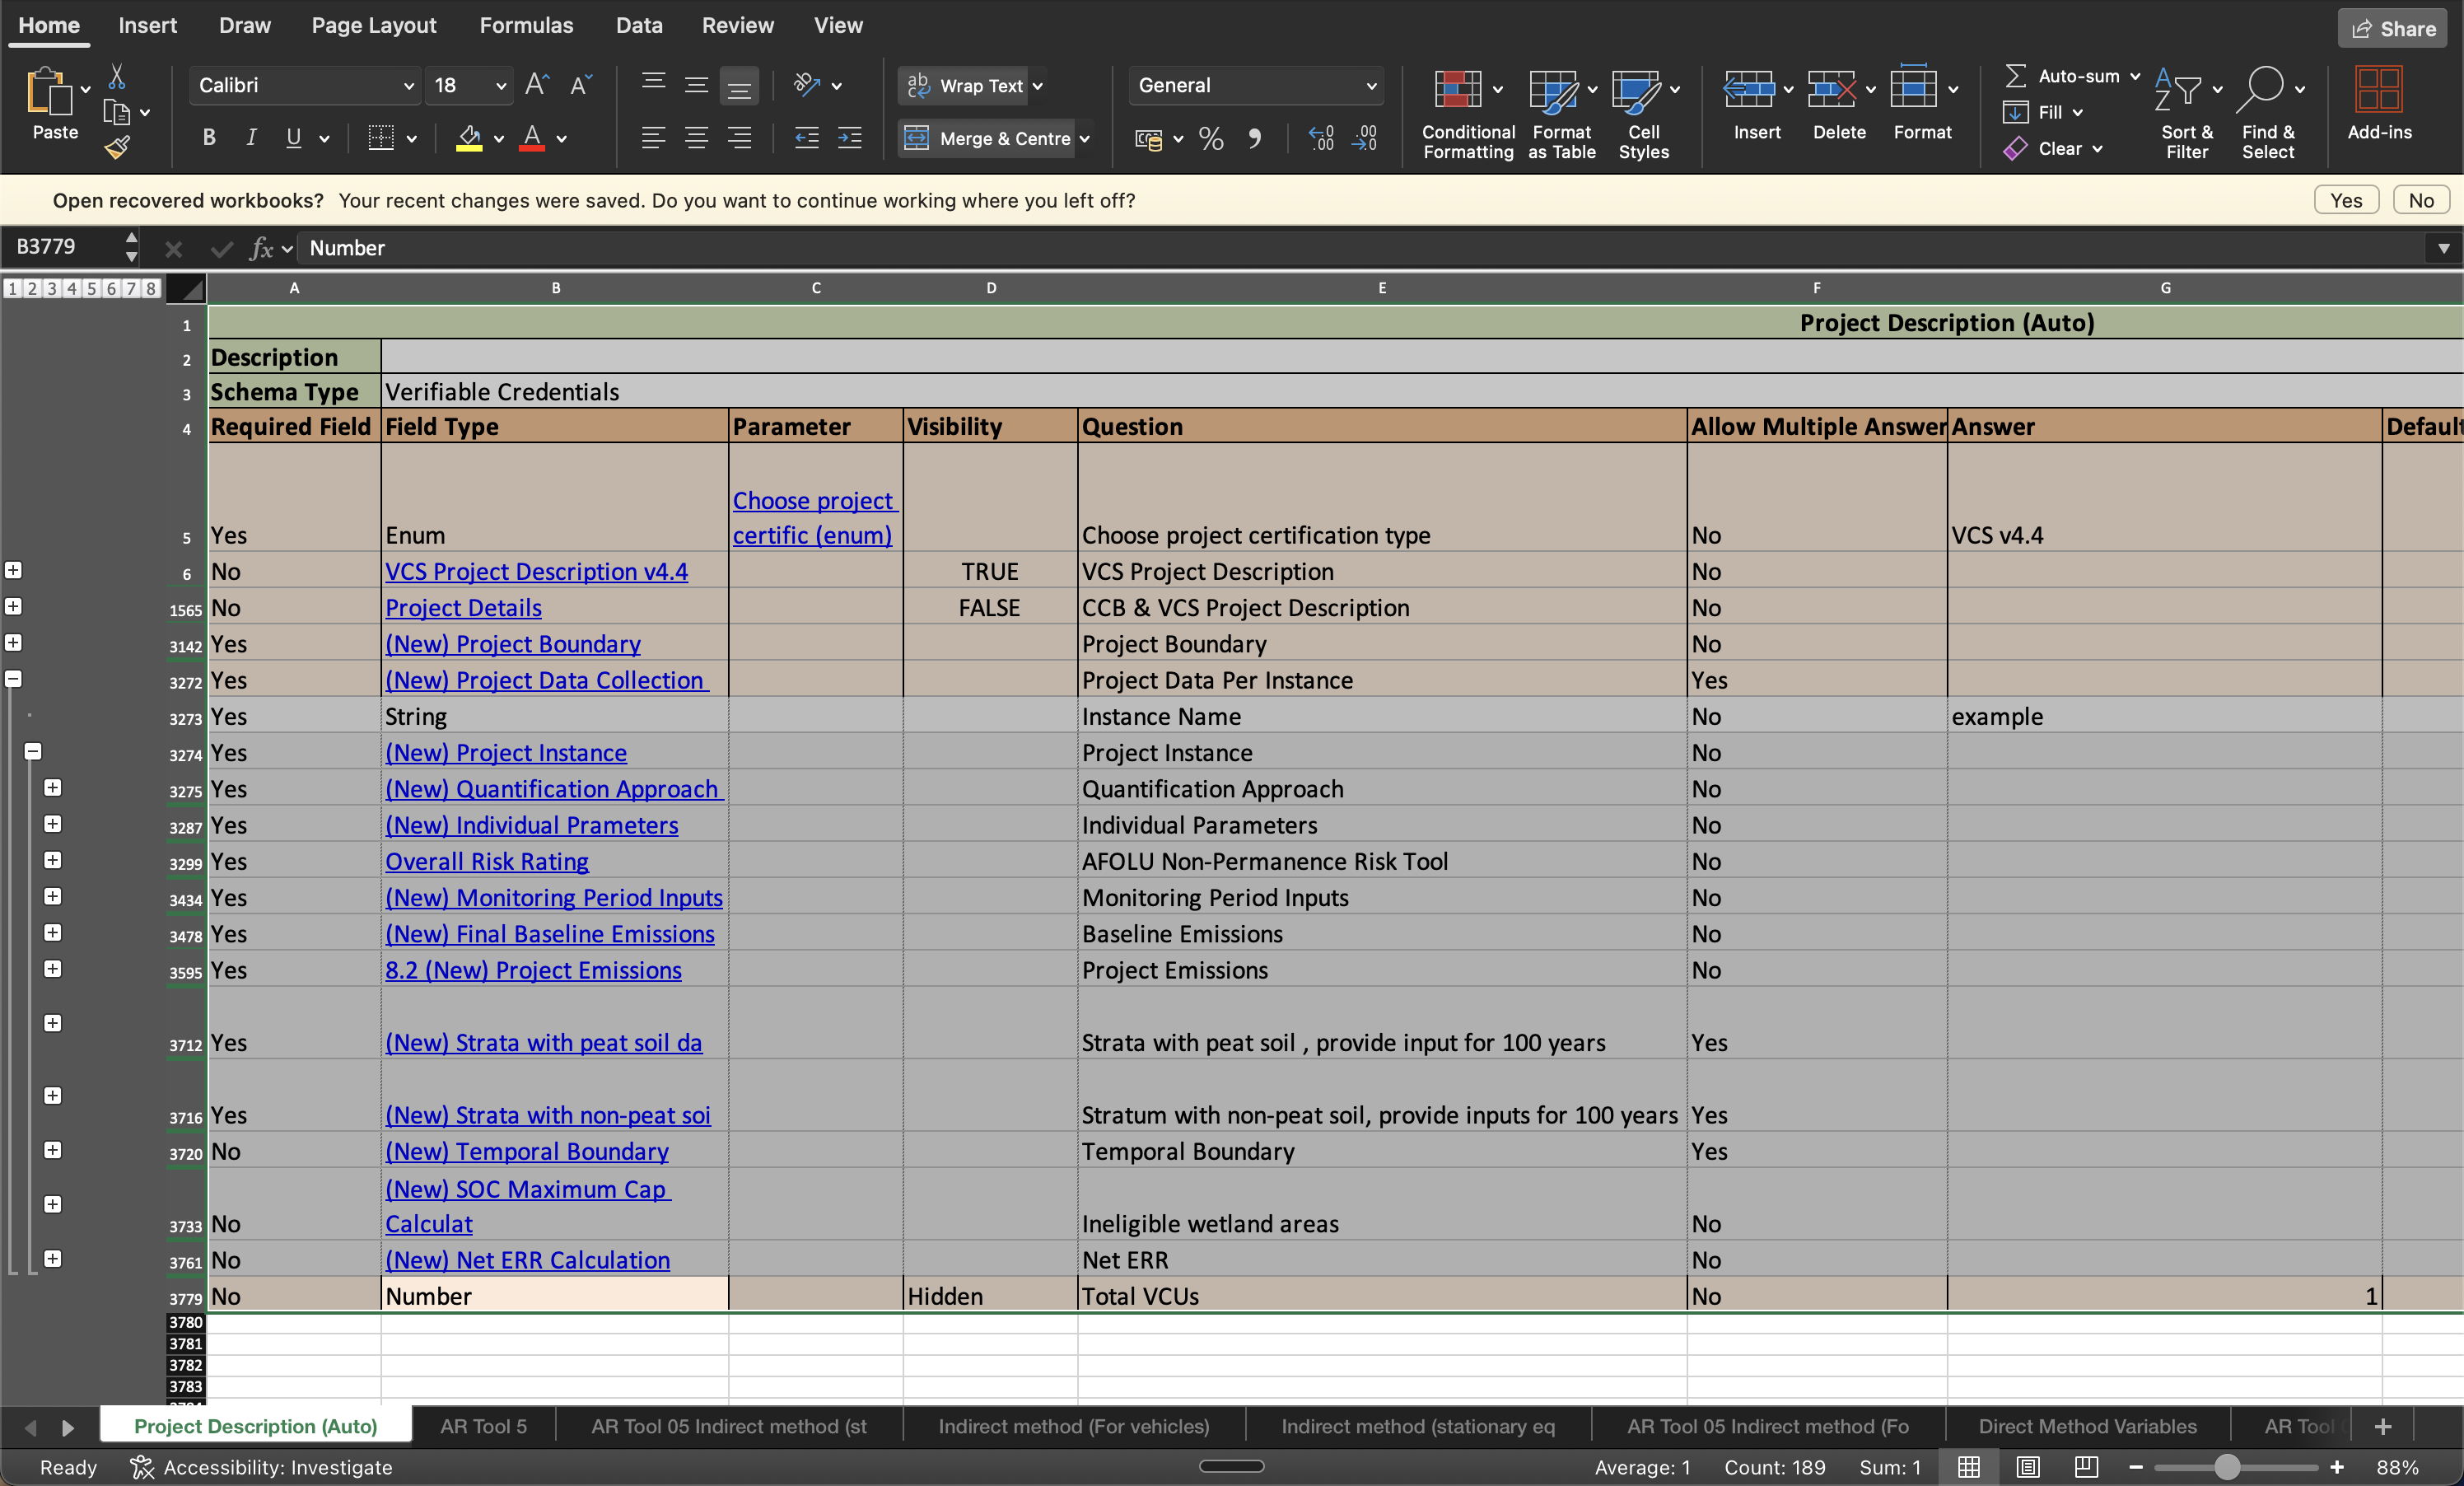 Home Insert Draw Page Layout Formulas Data Review View Share
Calibri 18 Wrap Text General Auto-sum
Paste Fill
B I U Merge & Centre Conditional Formatting Format as Table Cell Styles Insert Delete Format Clear Sort & Filter Find & Select Add-ins
Open recovered workbooks? Your recent changes were saved. Do you want to continue working where you left off? Yes No
B3779 fx Number
1 2 3 4 5 6 7 8 A B C D E F G
1 Project Description (Auto)
2 Description
3 Schema Type Verifiable Credentials
4 Required Field Field Type Parameter Visibility Question Allow Multiple Answer Answer Default
Choose project
5 Yes Enum certific (enum) Choose project certification type No VCS v4.4
6 No VCS Project Description v4.4 TRUE VCS Project Description No
1565 No Project Details FALSE CCB & VCS Project Description No
3142 Yes (New) Project Boundary Project Boundary No
3272 Yes (New) Project Data Collection Project Data Per Instance Yes
3273 Yes String Instance Name No example
3274 Yes (New) Project Instance Project Instance No
3275 Yes (New) Quantification Approach Quantification Approach No
3287 Yes (New) Individual Prameters Individual Parameters No
3299 Yes Overall Risk Rating AFOLU Non-Permanence Risk Tool No
3434 Yes (New) Monitoring Period Inputs Monitoring Period Inputs No
3478 Yes (New) Final Baseline Emissions Baseline Emissions No
3595 Yes 8.2 (New) Project Emissions Project Emissions No
3712 Yes (New) Strata with peat soil da Strata with peat soil , provide input for 100 years Yes
3716 Yes (New) Strata with non-peat soi Stratum with non-peat soil, provide inputs for 100 years Yes
3720 No (New) Temporal Boundary Temporal Boundary Yes
(New) SOC Maximum Cap
3733 No Calculat Ineligible wetland areas No
3761 No (New) Net ERR Calculation Net ERR No
3779 No Number Hidden Total VCUs No 1
3780
3781
3782
3783
Project Description (Auto) AR Tool 5 AR Tool 05 Indirect method (st Indirect method (For vehicles) Indirect method (stationary eq AR Tool 05 Indirect method (Fo Direct Method Variables AR Tool
Ready Accessibility: Investigate Average: 1 Count: 189 Sum: 1 88%